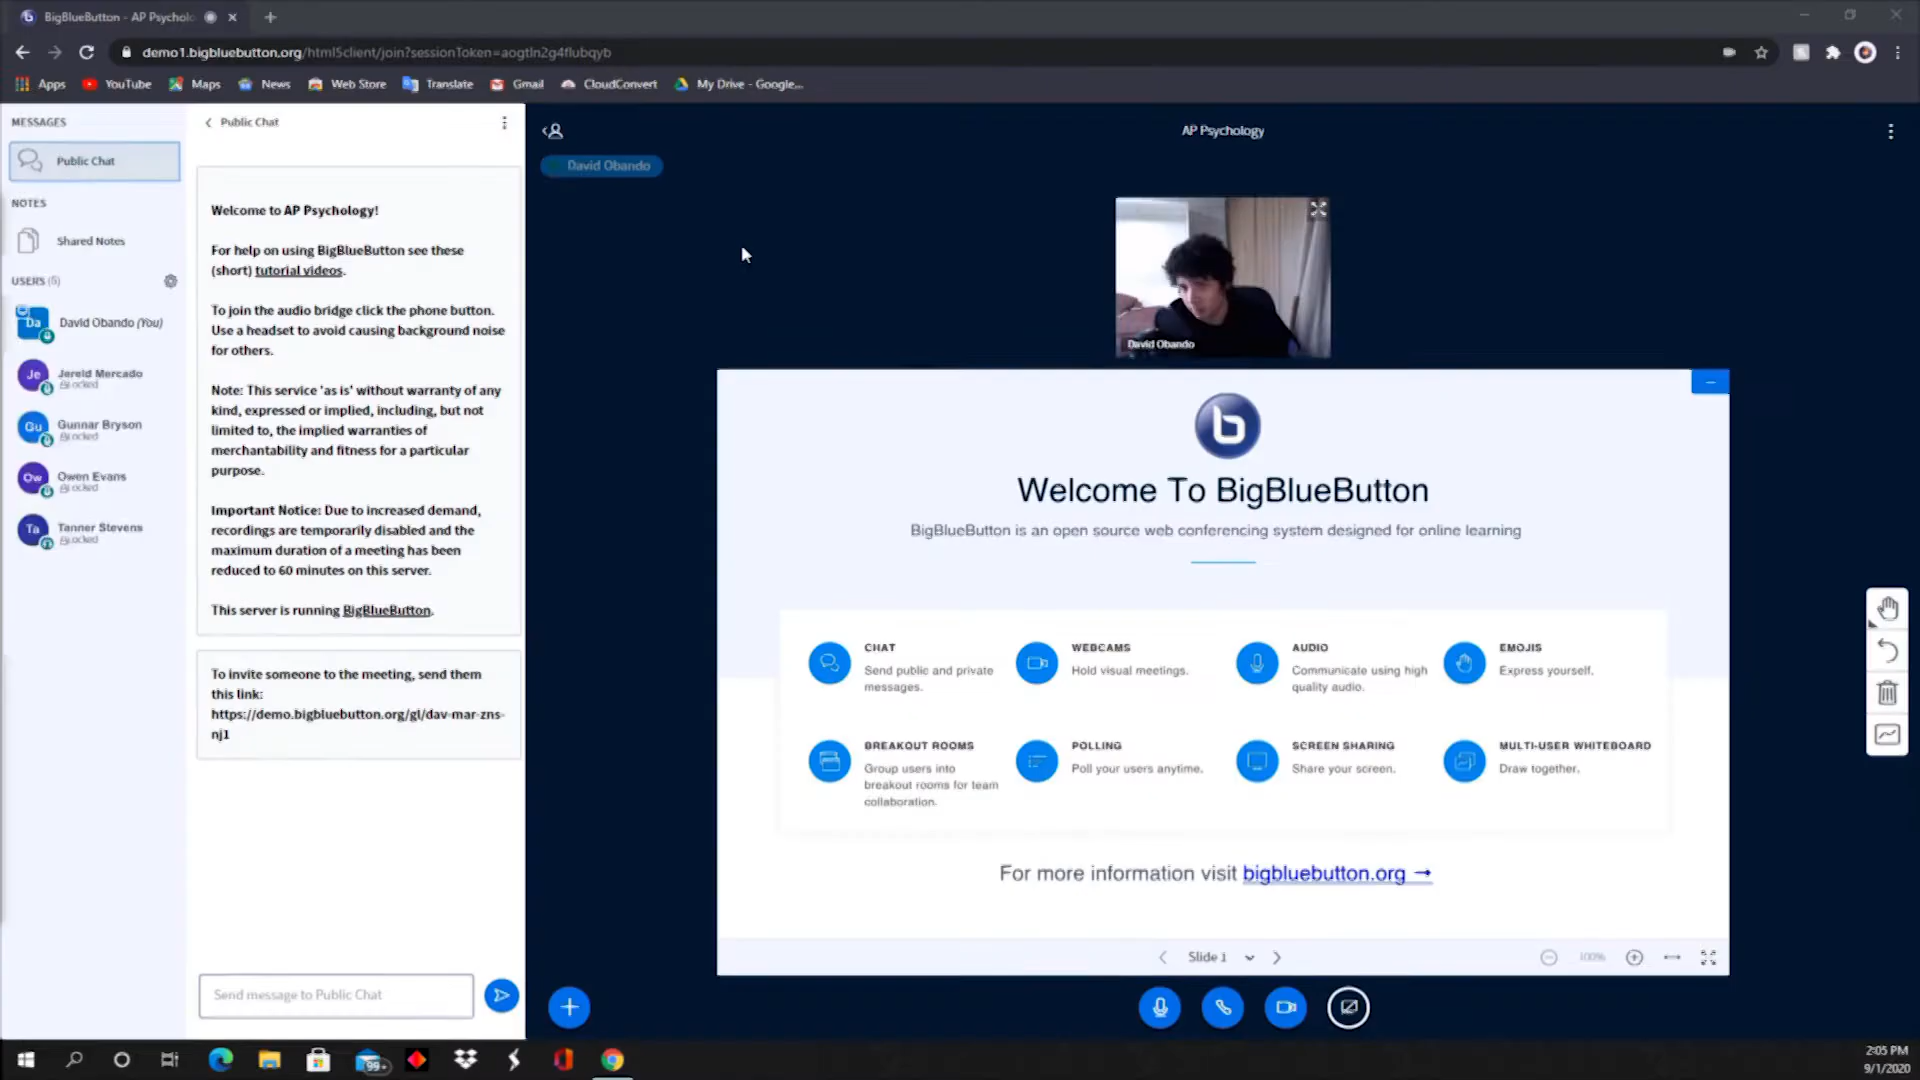 BigBlueButton - AP Psycholo
demo1.bigbluebutton.org/html5client/join?sessionToken=aogtln2g4flubqyb
Apps YouTube Maps News Web Store Translate Gmail CloudConvert My Drive - Google...
MESSAGES
Public Chat
NOTES
Shared Notes
USERS (5)
Da David Obando (You)
Je Jereld Mercado
Locked
Gu Gunnar Bryson
Locked
Ow Owen Evans
Locked
Ta Tanner Stevens
Locked
Public Chat
Welcome to AP Psychology!
For help on using BigBlueButton see these
(short) tutorial videos.
To join the audio bridge click the phone button.
Use a headset to avoid causing background noise
for others.
Note: This service 'as is' without warranty of any
kind, expressed or implied, including, but not
limited to, the implied warranties of
merchantability and fitness for a particular
purpose.
Important Notice: Due to increased demand,
recordings are temporarily disabled and the
maximum duration of a meeting has been
reduced to 60 minutes on this server.
This server is running BigBlueButton.
To invite someone to the meeting, send them
this link:
https://demo.bigbluebutton.org/gl/dav-mar-zns-
nj1
Send message to Public Chat
AP Psychology
David Obando
David Obando
Welcome To BigBlueButton
BigBlueButton is an open source web conferencing system designed for online learning
CHAT
Send public and private
messages.
WEBCAMS
Hold visual meetings.
AUDIO
Communicate using high
quality audio.
EMOJIS
Express yourself.
BREAKOUT ROOMS
Group users into
breakout rooms for team
collaboration.
POLLING
Poll your users anytime.
SCREEN SHARING
Share your screen.
MULTI-USER WHITEBOARD
Draw together.
For more information visit bigbluebutton.org →
Slide 1
100%
99+
2:05 PM
9/1/2020